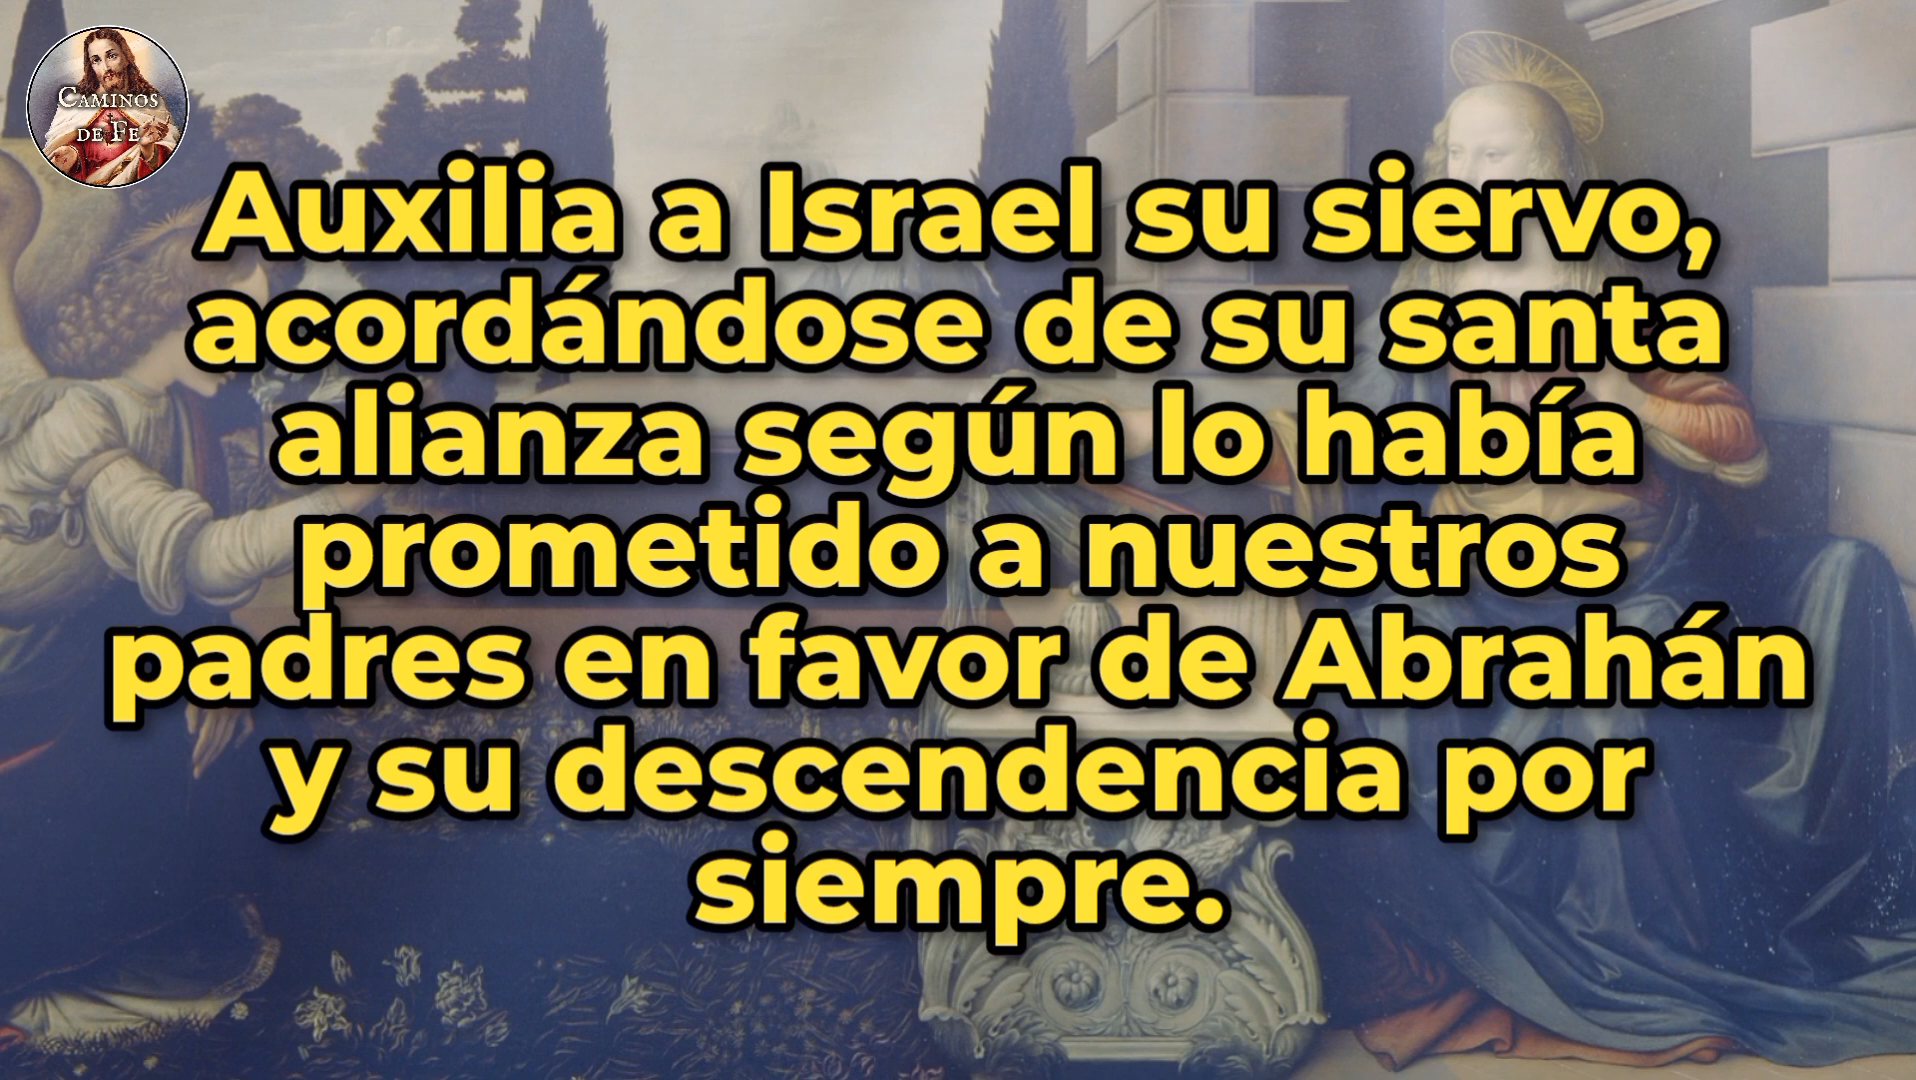 CAMINOS
DE FE
Auxilia a Israel su siervo,
acordándose de su santa
alianza según lo había
prometido a nuestros
padres en favor de Abrahán
y su descendencia por
siempre.